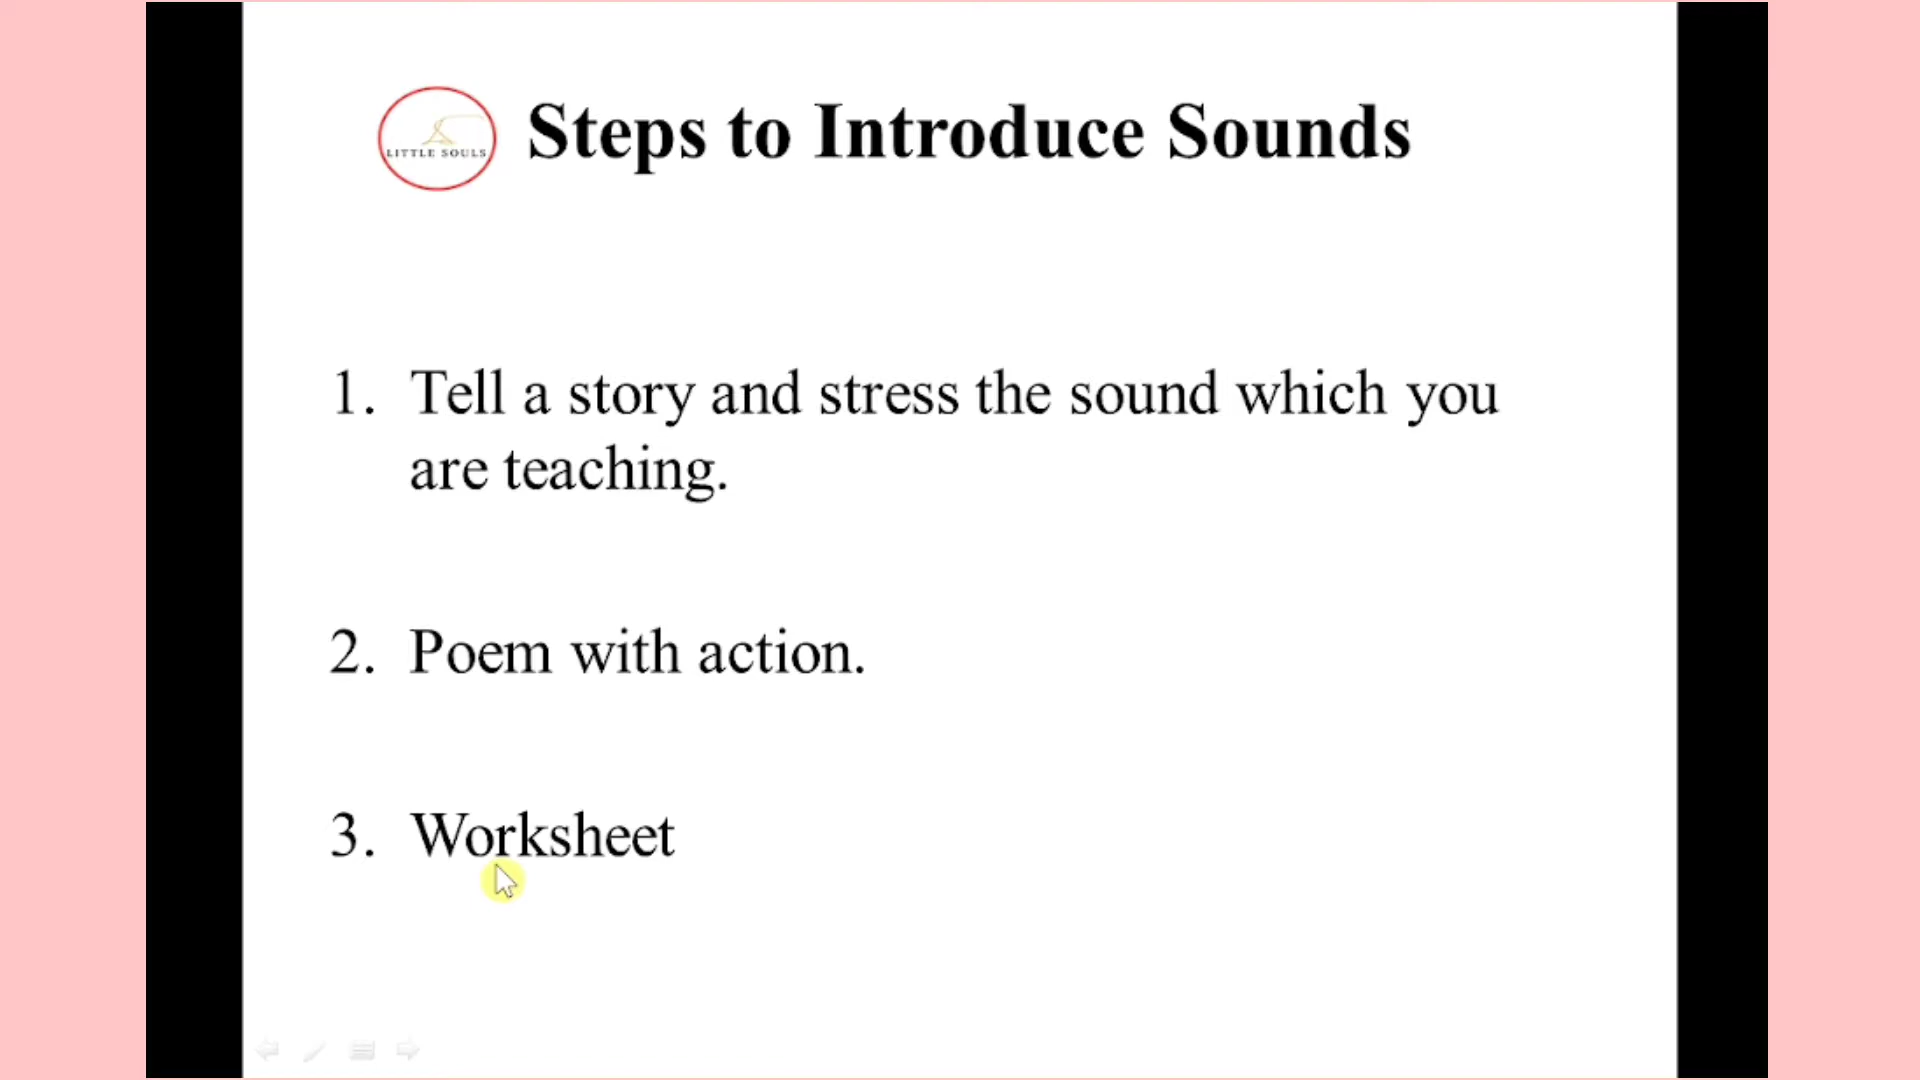 LITTLE SOULS
Steps to Introduce Sounds
1. Tell a story and stress the sound which you
are teaching.
2. Poem with action.
3. Worksheet